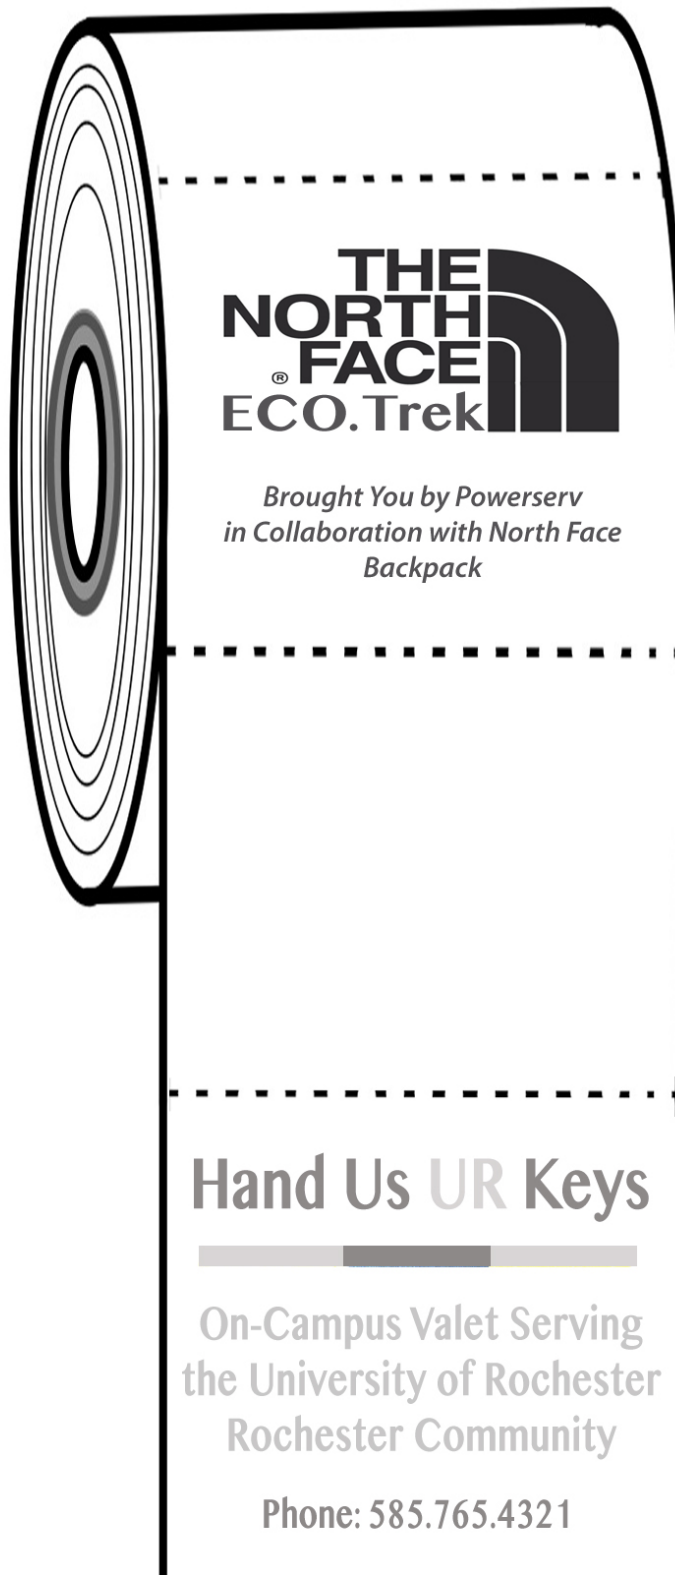 THE
NORTH
® FACE
ECO.Trek
Brought You by Powerserv
in Collaboration with North Face
Backpack
Hand Us UR Keys
On-Campus Valet Serving
the University of Rochester
Rochester Community
Phone: 585.765.4321